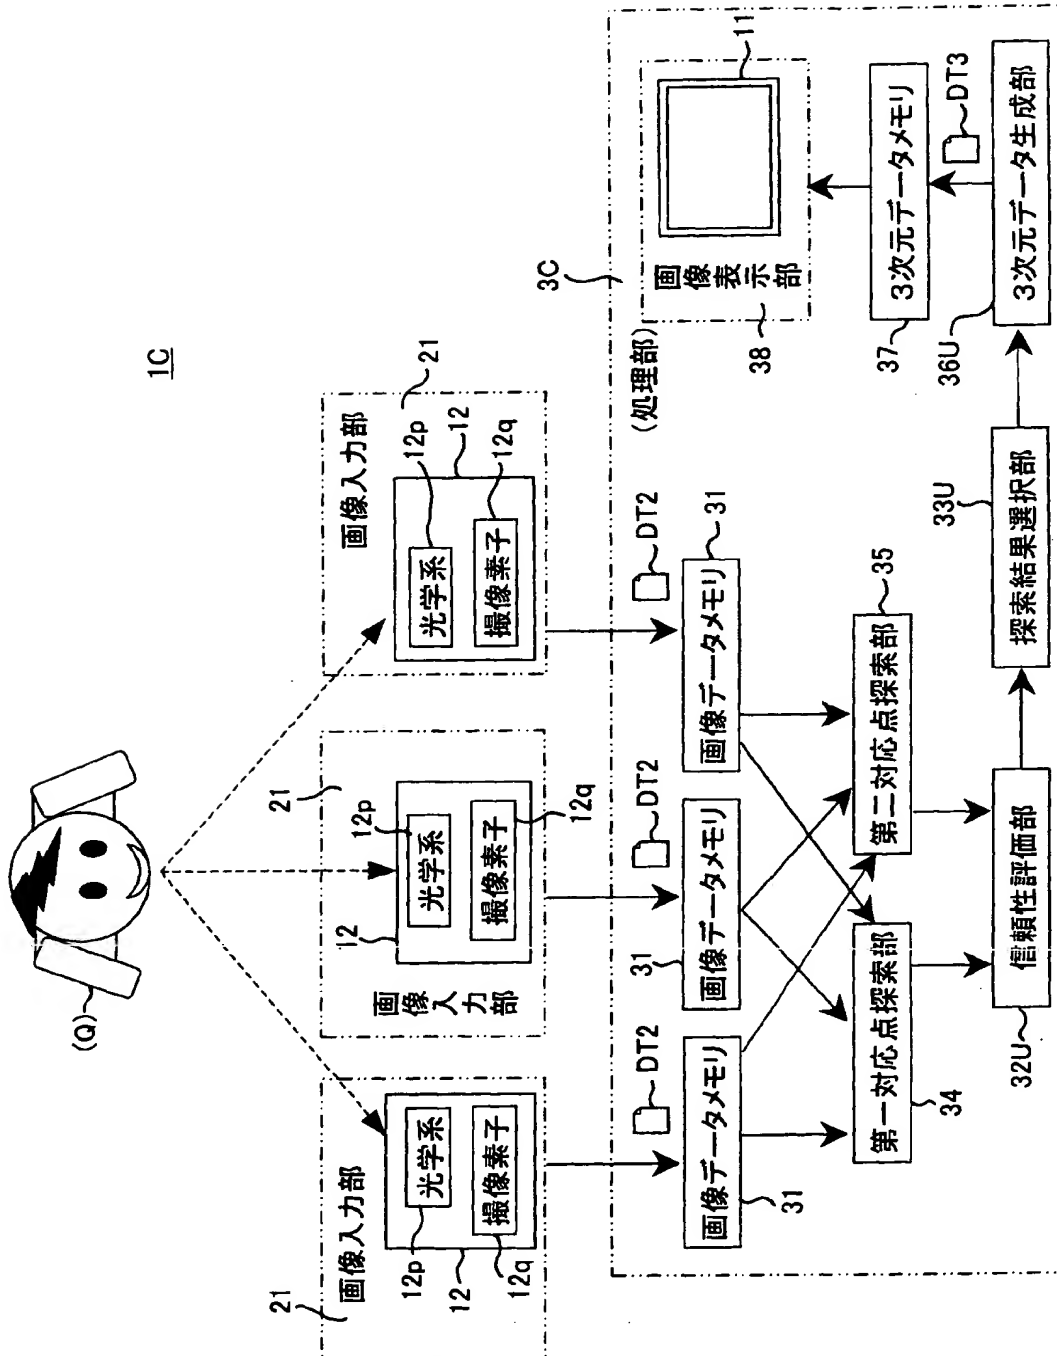 1C
(Q)
21
画像入力部
12p
光学系
撮像素子
12
12q
21
12
画像入力部
12p
光学系
撮像素子
12q
画像入力部
21
12p
12
12q
光学系
撮像素子
DT2
画像データメモリ
31
DT2
画像データメモリ
31
DT2
31
画像データメモリ
(処理部)
3C
第一対応点探索部
34
第二対応点探索部
35
信頼性評価部
32U
探索結果選択部
33U
3次元データ生成部
36U
DT3
3次元データメモリ
37
画像表示部
38
11